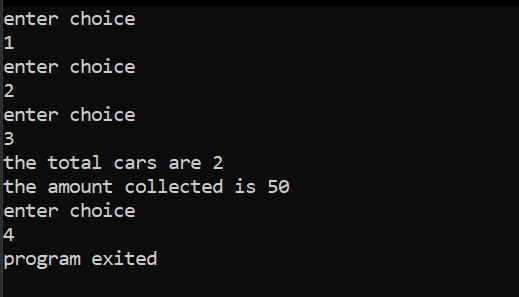 enter choice
1
enter choice
2
enter choice
3
the total cars are 2
the amount collected is 50
enter choice
4
program exited